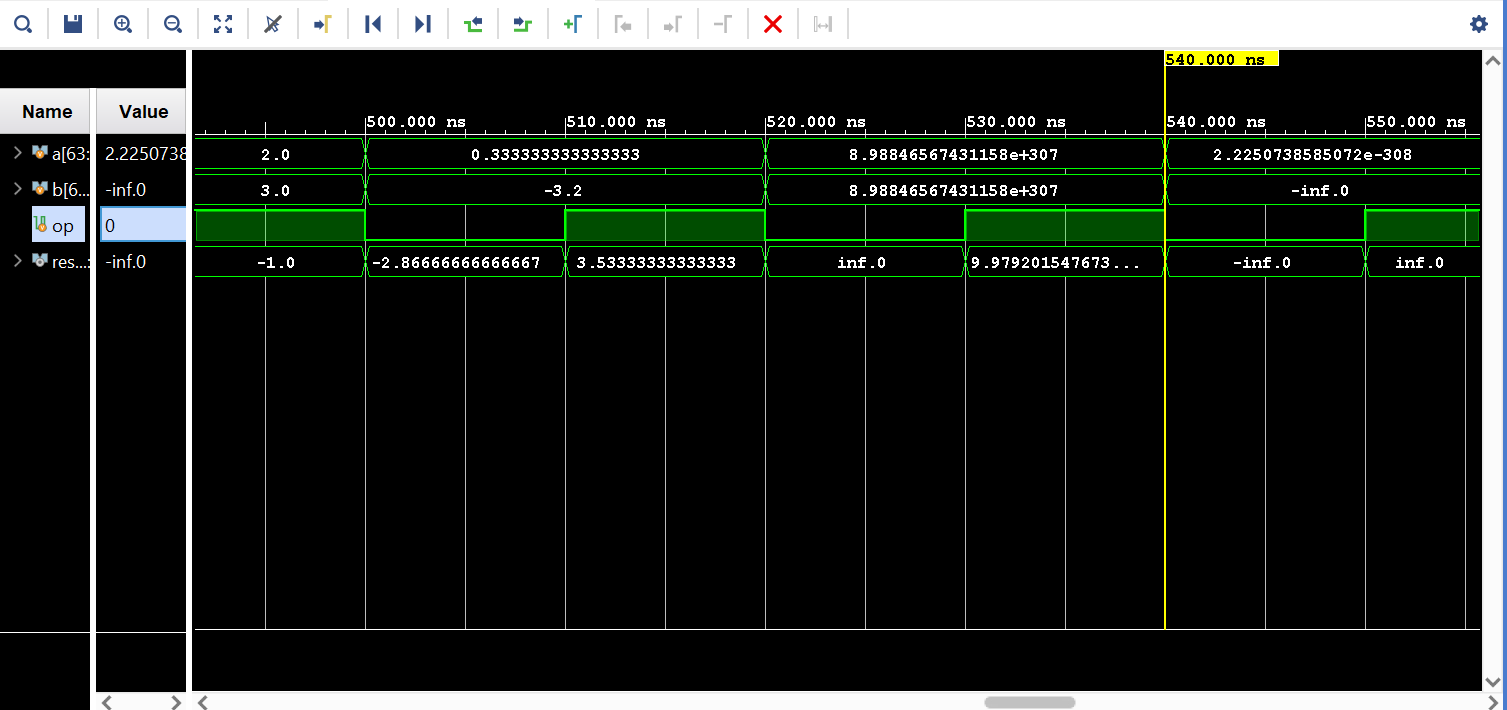 540.000 ns
Name Value
500.000 ns 510.000 ns 520.000 ns 530.000 ns 540.000 ns 550.000 ns
a[63: 2.2250738 2.0 0.333333333333333 8.98846567431158e+307 2.2250738585072e-308
b[6... -inf.0 3.0 -3.2 8.98846567431158e+307 -inf.0
op 0
res...: -inf.0 -1.0 -2.86666666666667 3.53333333333333 inf.0 9.979201547673... -inf.0 inf.0